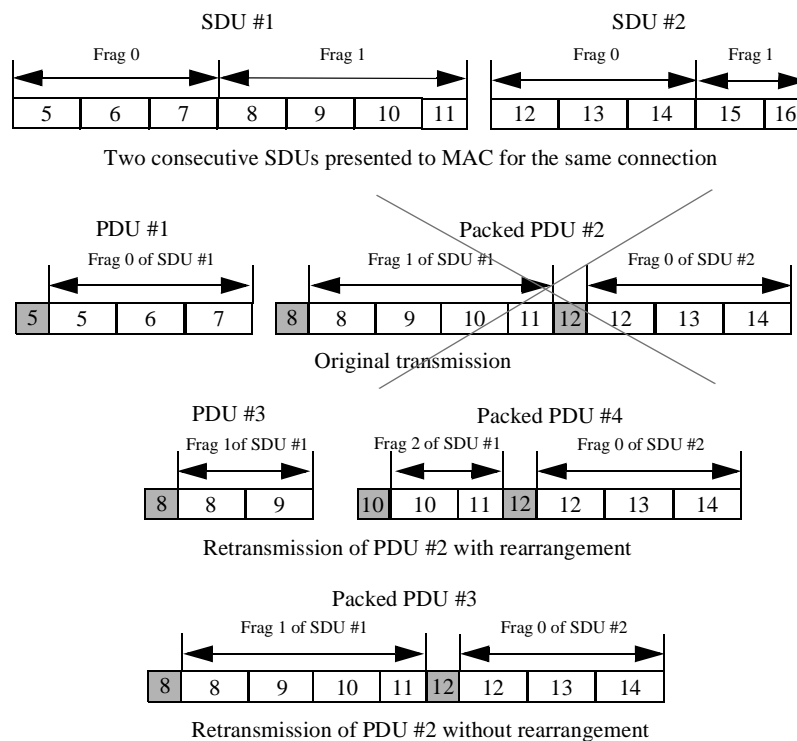 SDU #1 SDU #2
Frag 0 Frag 1 Frag 0 Frag 1
5 6 7 8 9 10 11 12 13 14 15 16
Two consecutive SDUs presented to MAC for the same connection
PDU #1 Packed PDU #2
Frag 0 of SDU #1 Frag 1 of SDU #1 Frag 0 of SDU #2
5 5 6 7 8 8 9 10 11 12 12 13 14
Original transmission
PDU #3 Packed PDU #4
Frag 1of SDU #1 Frag 2 of SDU #1 Frag 0 of SDU #2
8 8 9 10 10 11 12 12 13 14
Retransmission of PDU #2 with rearrangement
Packed PDU #3
Frag 1 of SDU #1 Frag 0 of SDU #2
8 8 9 10 11 12 12 13 14
Retransmission of PDU #2 without rearrangement